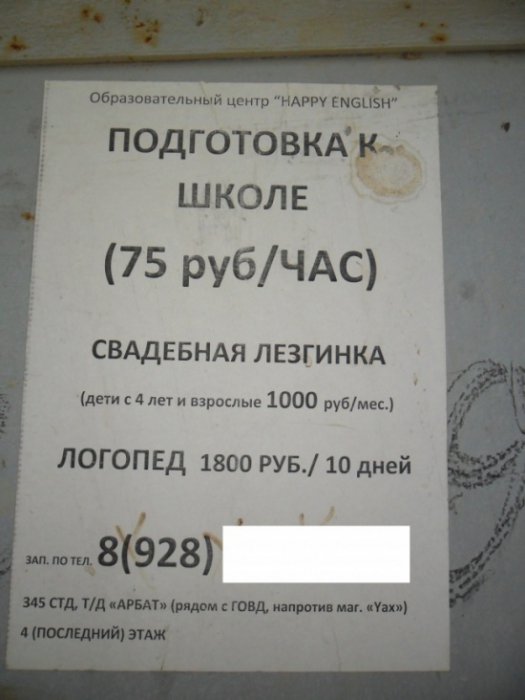 Образовательный центр "HAPPY ENGLISH"
ПОДГОТОВКА К
ШКОЛЕ
(75 руб/ЧАС)
СВАДЕБНАЯ ЛЕЗГИНКА
(дети с 4 лет и взрослые 1000 руб/мес.)
ЛОГОПЕД 1800 РУБ./ 10 дней
ЗАП. ПО ТЕЛ. 8(928)
345 СТД, Т/Д «АРБАТ» (рядом с ГОВД, напротив маг. «Yax»)
4 (ПОСЛЕДНИЙ) ЭТАЖ